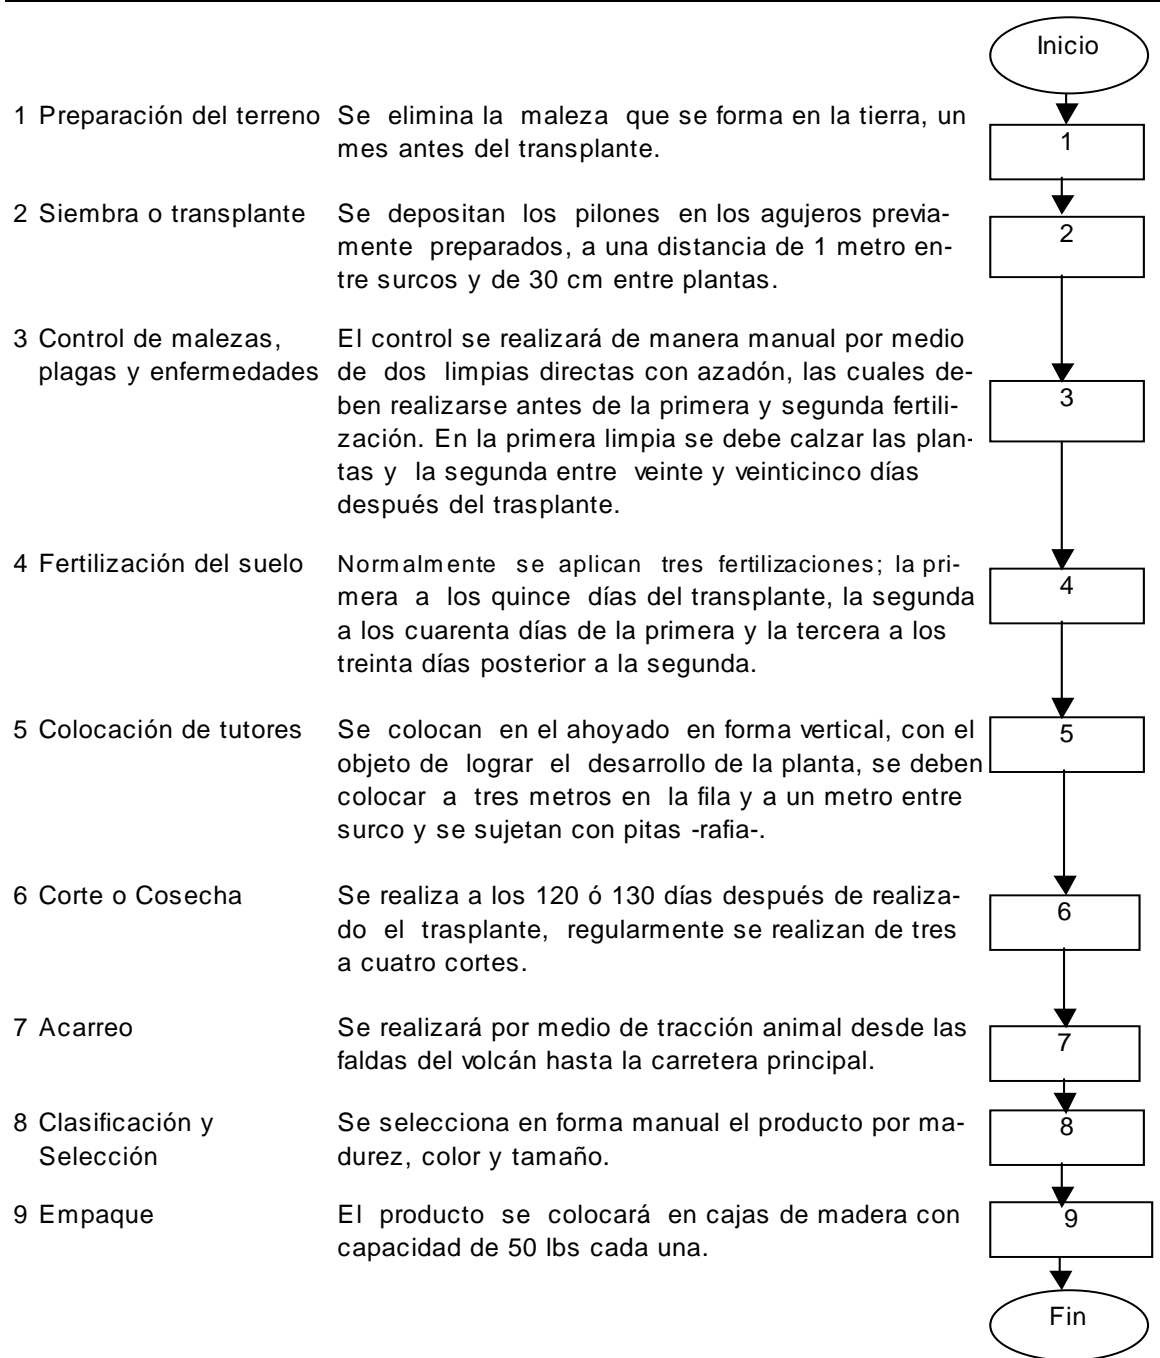 Inicio
1 Preparación del terreno Se elimina la maleza que se forma en la tierra, un
mes antes del transplante.
1
2 Siembra o transplante Se depositan los pilones en los agujeros previa-
mente preparados, a una distancia de 1 metro en-
tre surcos y de 30 cm entre plantas.
2
3 Control de malezas, El control se realizará de manera manual por medio
plagas y enfermedades de dos limpias directas con azadón, las cuales de-
ben realizarse antes de la primera y segunda fertili-
zación. En la primera limpia se debe calzar las plan-
tas y la segunda entre veinte y veinticinco días
después del trasplante.
3
4 Fertilización del suelo Normalmente se aplican tres fertilizaciones; la pri-
mera a los quince días del transplante, la segunda
a los cuarenta días de la primera y la tercera a los
treinta días posterior a la segunda.
4
5 Colocación de tutores Se colocan en el ahoyado en forma vertical, con el
objeto de lograr el desarrollo de la planta, se deben
colocar a tres metros en la fila y a un metro entre
surco y se sujetan con pitas -rafia-.
5
6 Corte o Cosecha Se realiza a los 120 ó 130 días después de realiza-
do el trasplante, regularmente se realizan de tres
a cuatro cortes.
6
7 Acarreo Se realizará por medio de tracción animal desde las
faldas del volcán hasta la carretera principal.
7
8 Clasificación y Se selecciona en forma manual el producto por ma-
Selección durez, color y tamaño.
8
9 Empaque El producto se colocará en cajas de madera con
capacidad de 50 lbs cada una.
9
Fin